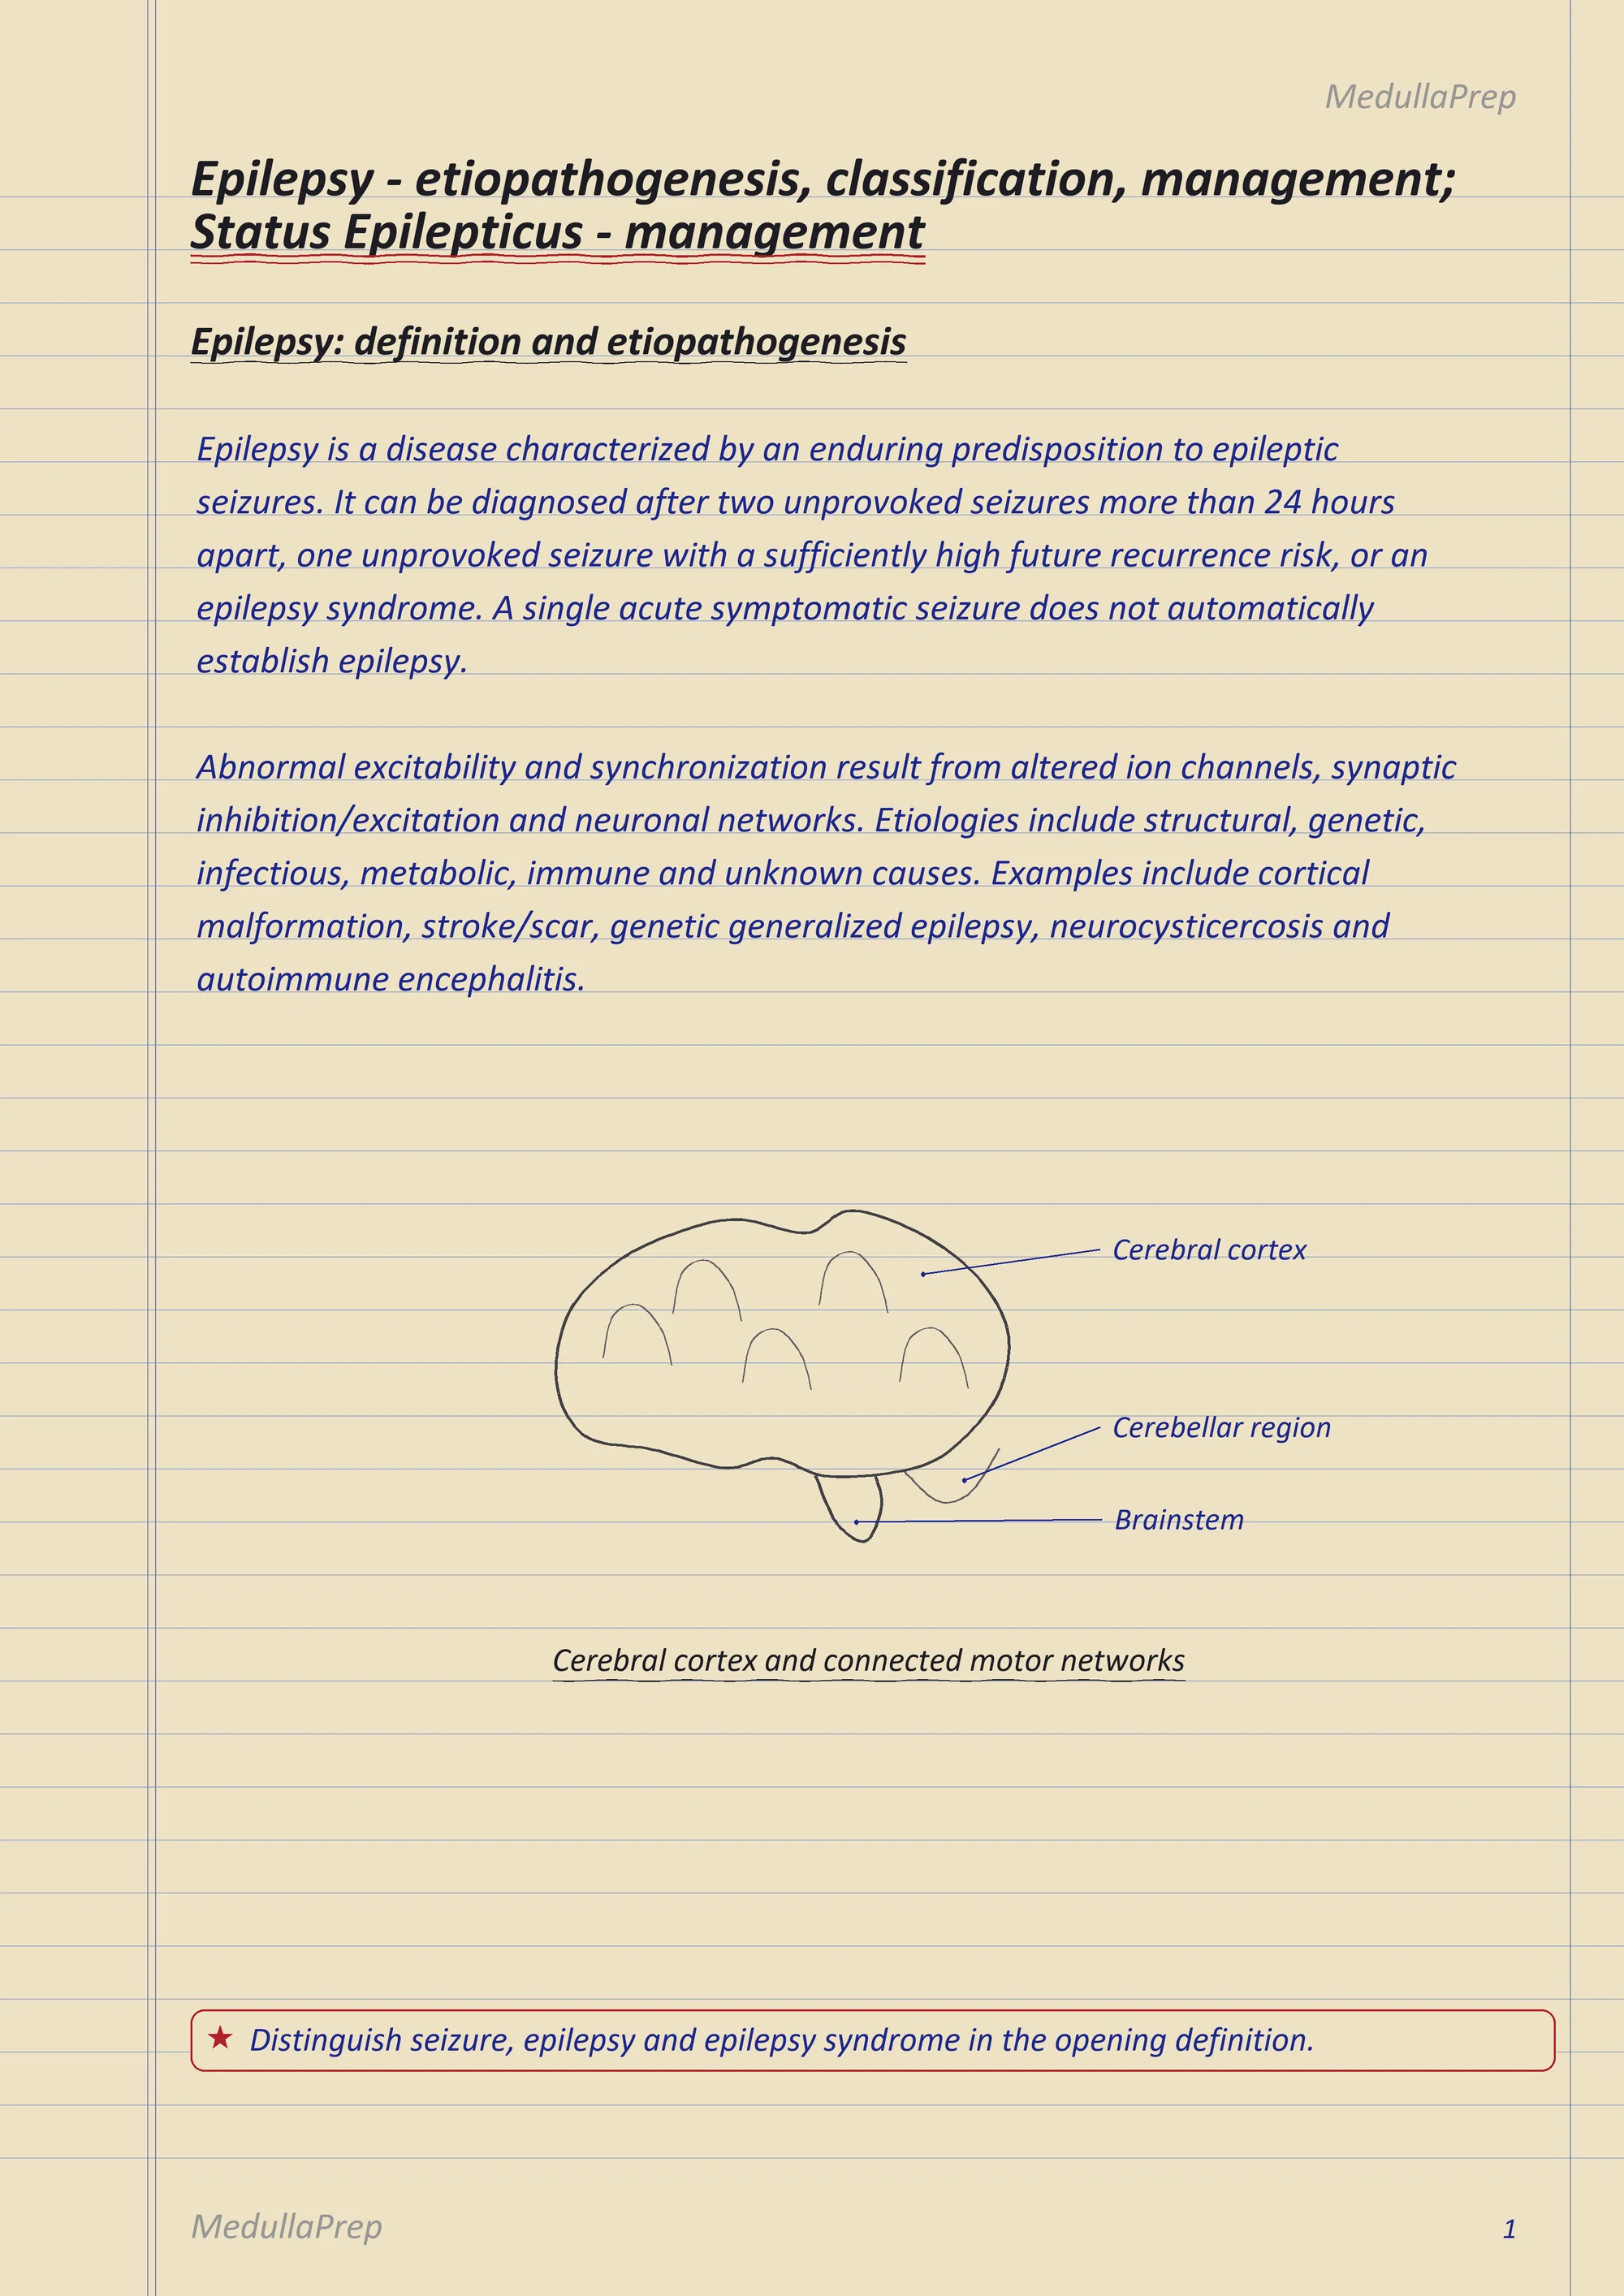 MedullaPrep
Epilepsy - etiopathogenesis, classification, management;
Status Epilepticus - management
Epilepsy: definition and etiopathogenesis
Epilepsy is a disease characterized by an enduring predisposition to epileptic
seizures. It can be diagnosed after two unprovoked seizures more than 24 hours
apart, one unprovoked seizure with a sufficiently high future recurrence risk, or an
epilepsy syndrome. A single acute symptomatic seizure does not automatically
establish epilepsy.
Abnormal excitability and synchronization result from altered ion channels, synaptic
inhibition/excitation and neuronal networks. Etiologies include structural, genetic,
infectious, metabolic, immune and unknown causes. Examples include cortical
malformation, stroke/scar, genetic generalized epilepsy, neurocysticercosis and
autoimmune encephalitis.
Cerebral cortex
Cerebellar region
Brainstem
Cerebral cortex and connected motor networks
★ Distinguish seizure, epilepsy and epilepsy syndrome in the opening definition.
MedullaPrep
1